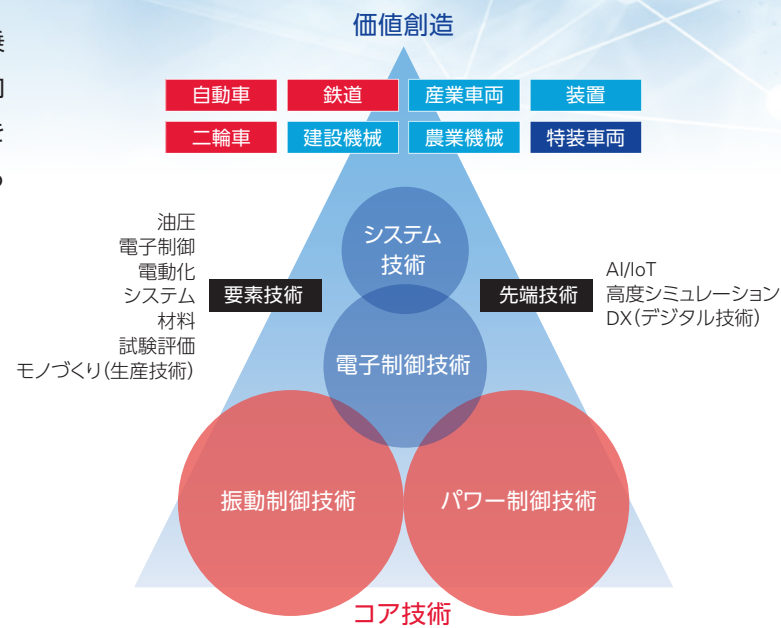 価値創造
自動車 鉄道 産業車両 装置
二輪車 建設機械 農業機械 特装車両
システム
技術
油圧
電子制御
電動化
システム
材料
試験評価
モノづくり(生産技術)
要素技術
先端技術
AI/IoT
高度シミュレーション
DX(デジタル技術)
電子制御技術
振動制御技術 パワー制御技術
コア技術